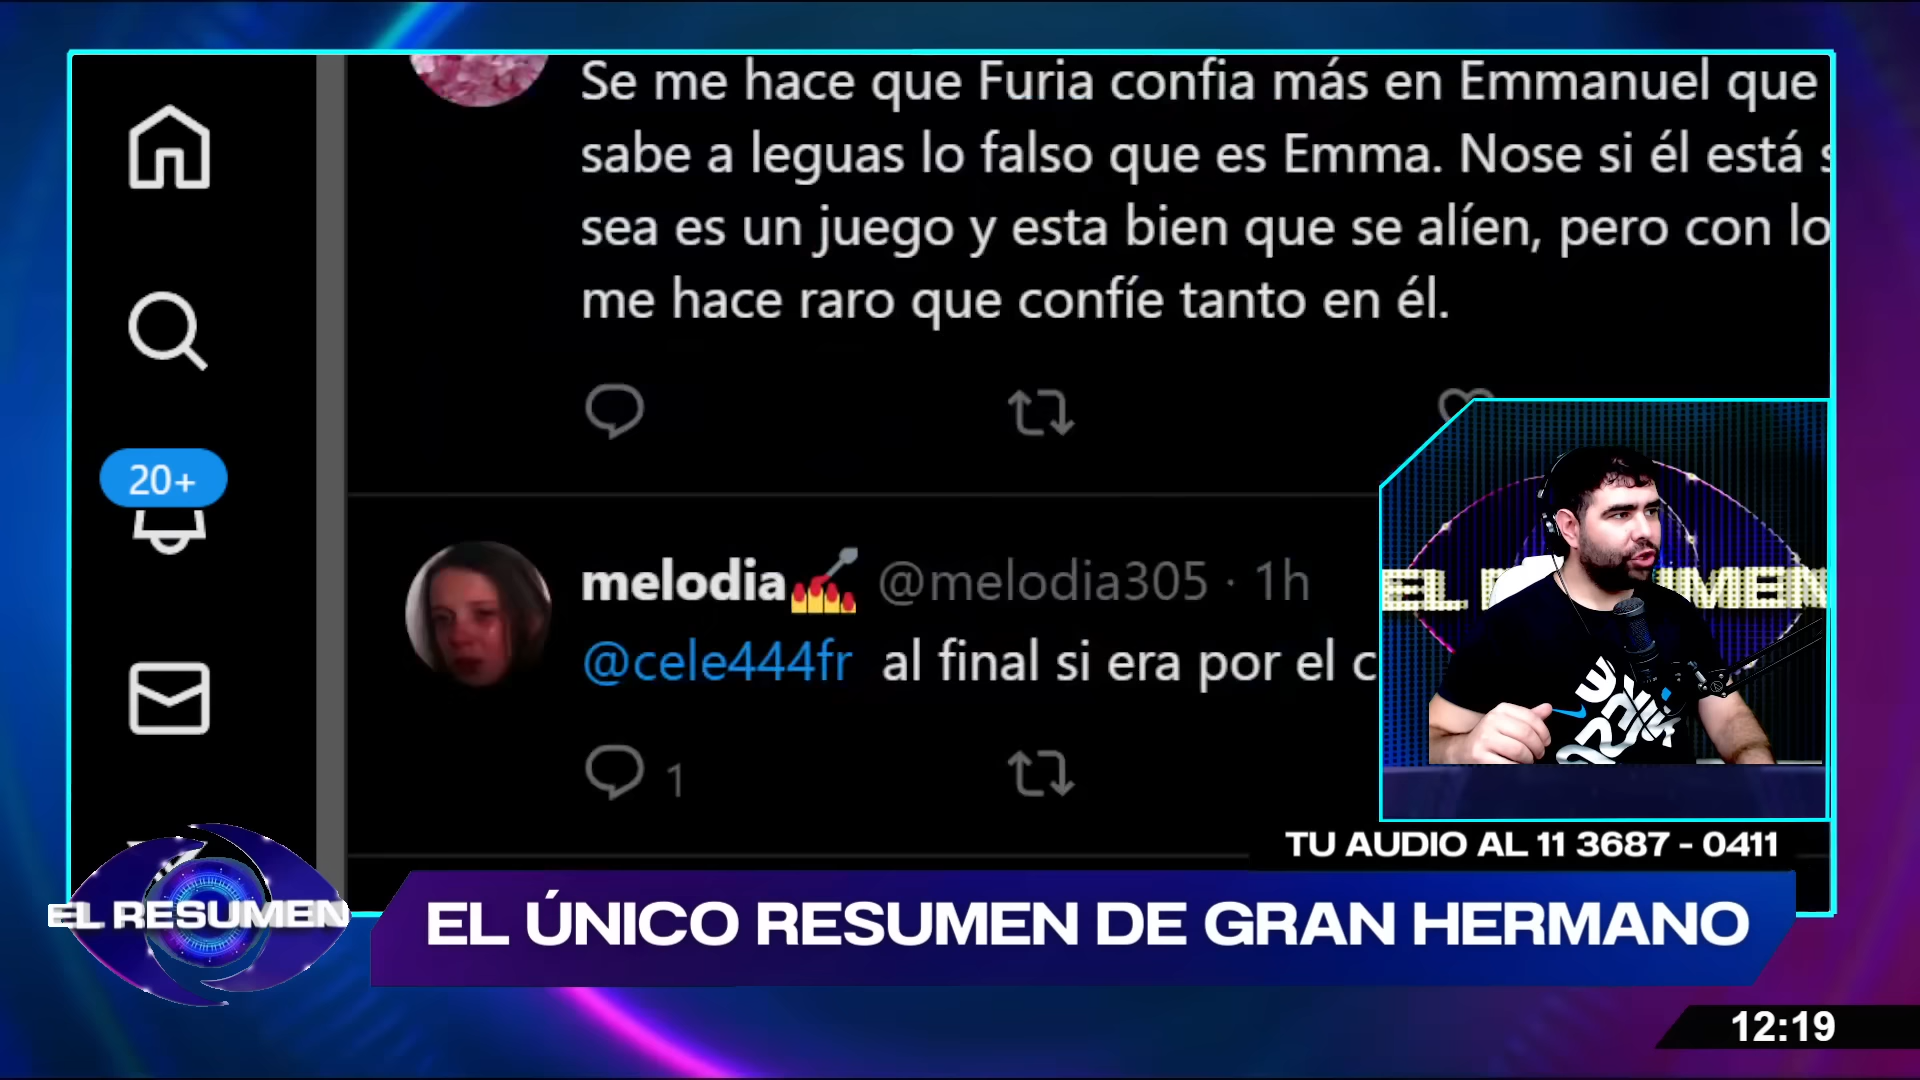 Se me hace que Furia confia más en Emmanuel que
sabe a leguas lo falso que es Emma. Nose si él está s
sea es un juego y esta bien que se alíen, pero con lo
me hace raro que confíe tanto en él.
20+
melodia @melodia305 · 1h
@cele444fr al final si era por el c
1
EL RESUMEN
TU AUDIO AL 11 3687 - 0411
EL RESUMEN
EL ÚNICO RESUMEN DE GRAN HERMANO
12:19